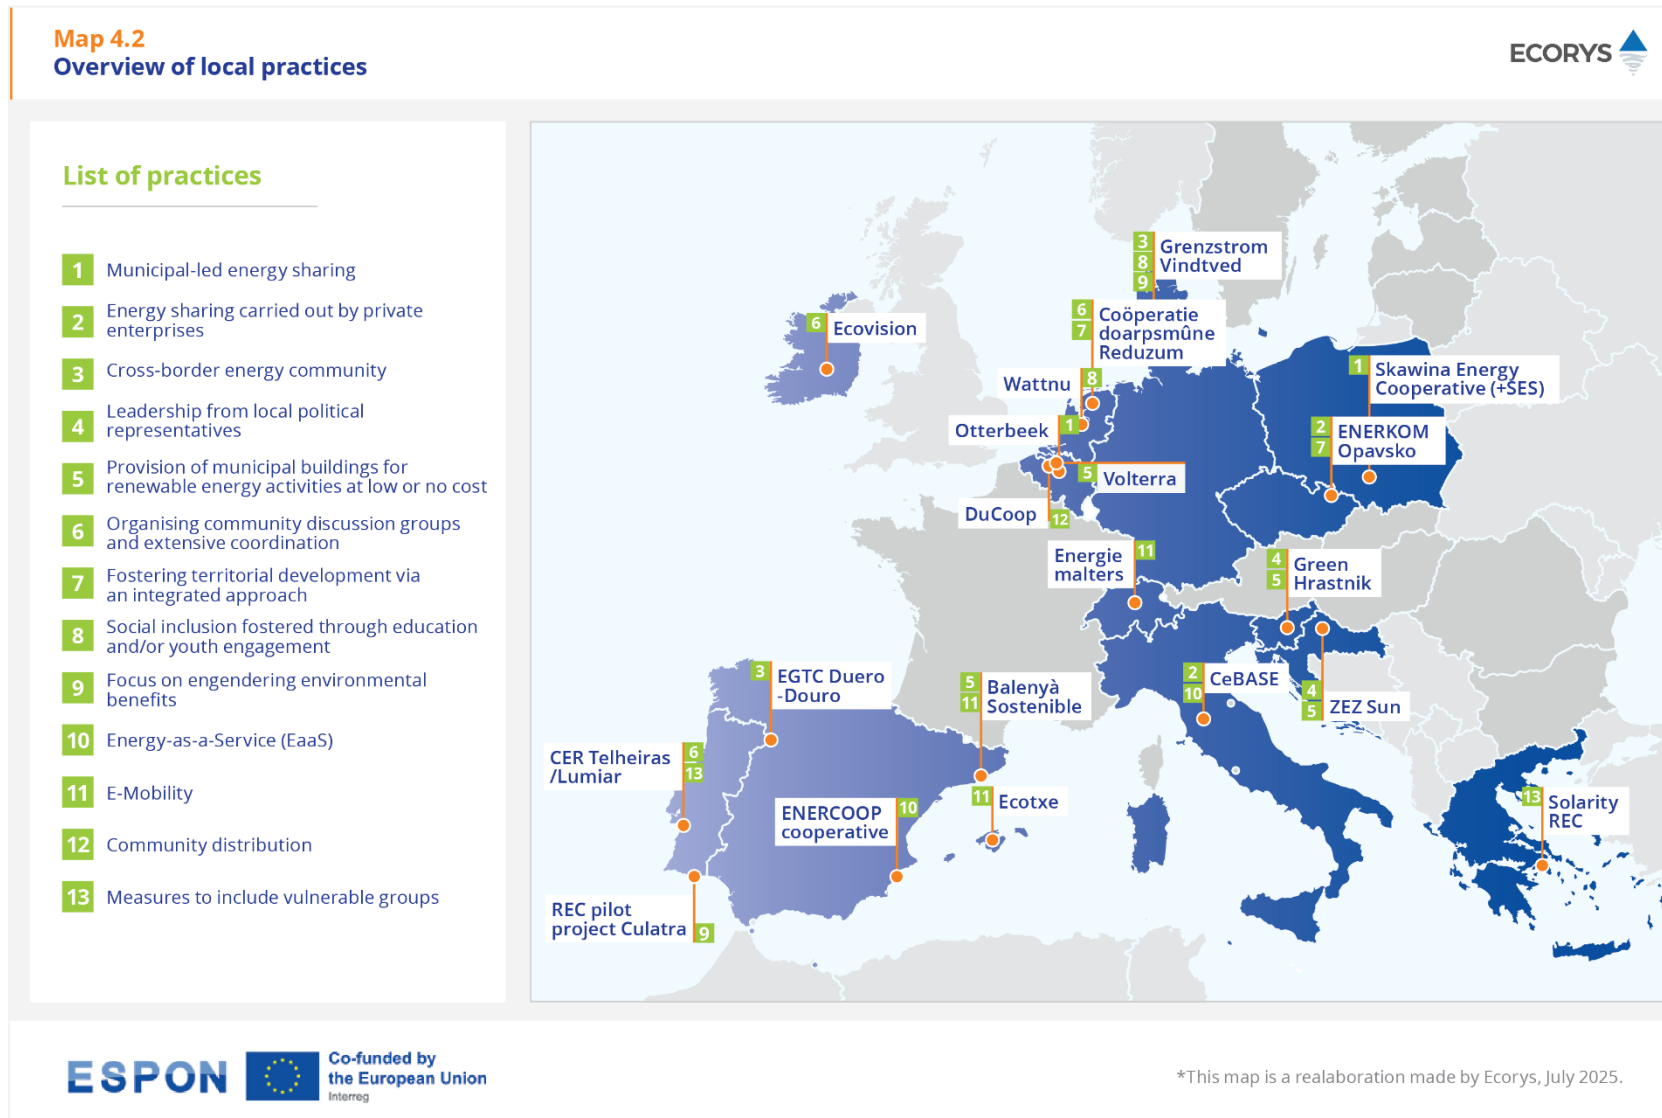 Map 4.2
Overview of local practices
ECORYS
List of practices
1 Municipal-led energy sharing
2 Energy sharing carried out by private
enterprises
3 Cross-border energy community
4 Leadership from local political
representatives
5 Provision of municipal buildings for
renewable energy activities at low or no cost
6 Organising community discussion groups
and extensive coordination
7 Fostering territorial development via
an integrated approach
8 Social inclusion fostered through education
and/or youth engagement
9 Focus on engendering environmental
benefits
10 Energy-as-a-Service (EaaS)
11 E-Mobility
12 Community distribution
13 Measures to include vulnerable groups
3
8
9
Grenzstrom
Vindtved
6
7
Coöperatie
doarpsmûne
Reduzum
6 Ecovision
Wattnu 8
1 Skawina Energy
Cooperative (+SES)
Otterbeek 1
2
7
ENERKOM
Opavsko
5 Volterra
DuCoop 12
Energie
malters
11
4
5
Green
Hrastnik
3 EGTC Duero
-Douro
5
11
Balenyà
Sostenible
2
10
CeBASE
4
5
ZEZ Sun
CER Telheiras
/Lumiar
6
13
ENERCOOP
cooperative
10
11 Ecotxe
13 Solarity
REC
REC pilot
project Culatra
9
ESPON
Co-funded by
the European Union
Interreg
*This map is a realaboration made by Ecorys, July 2025.